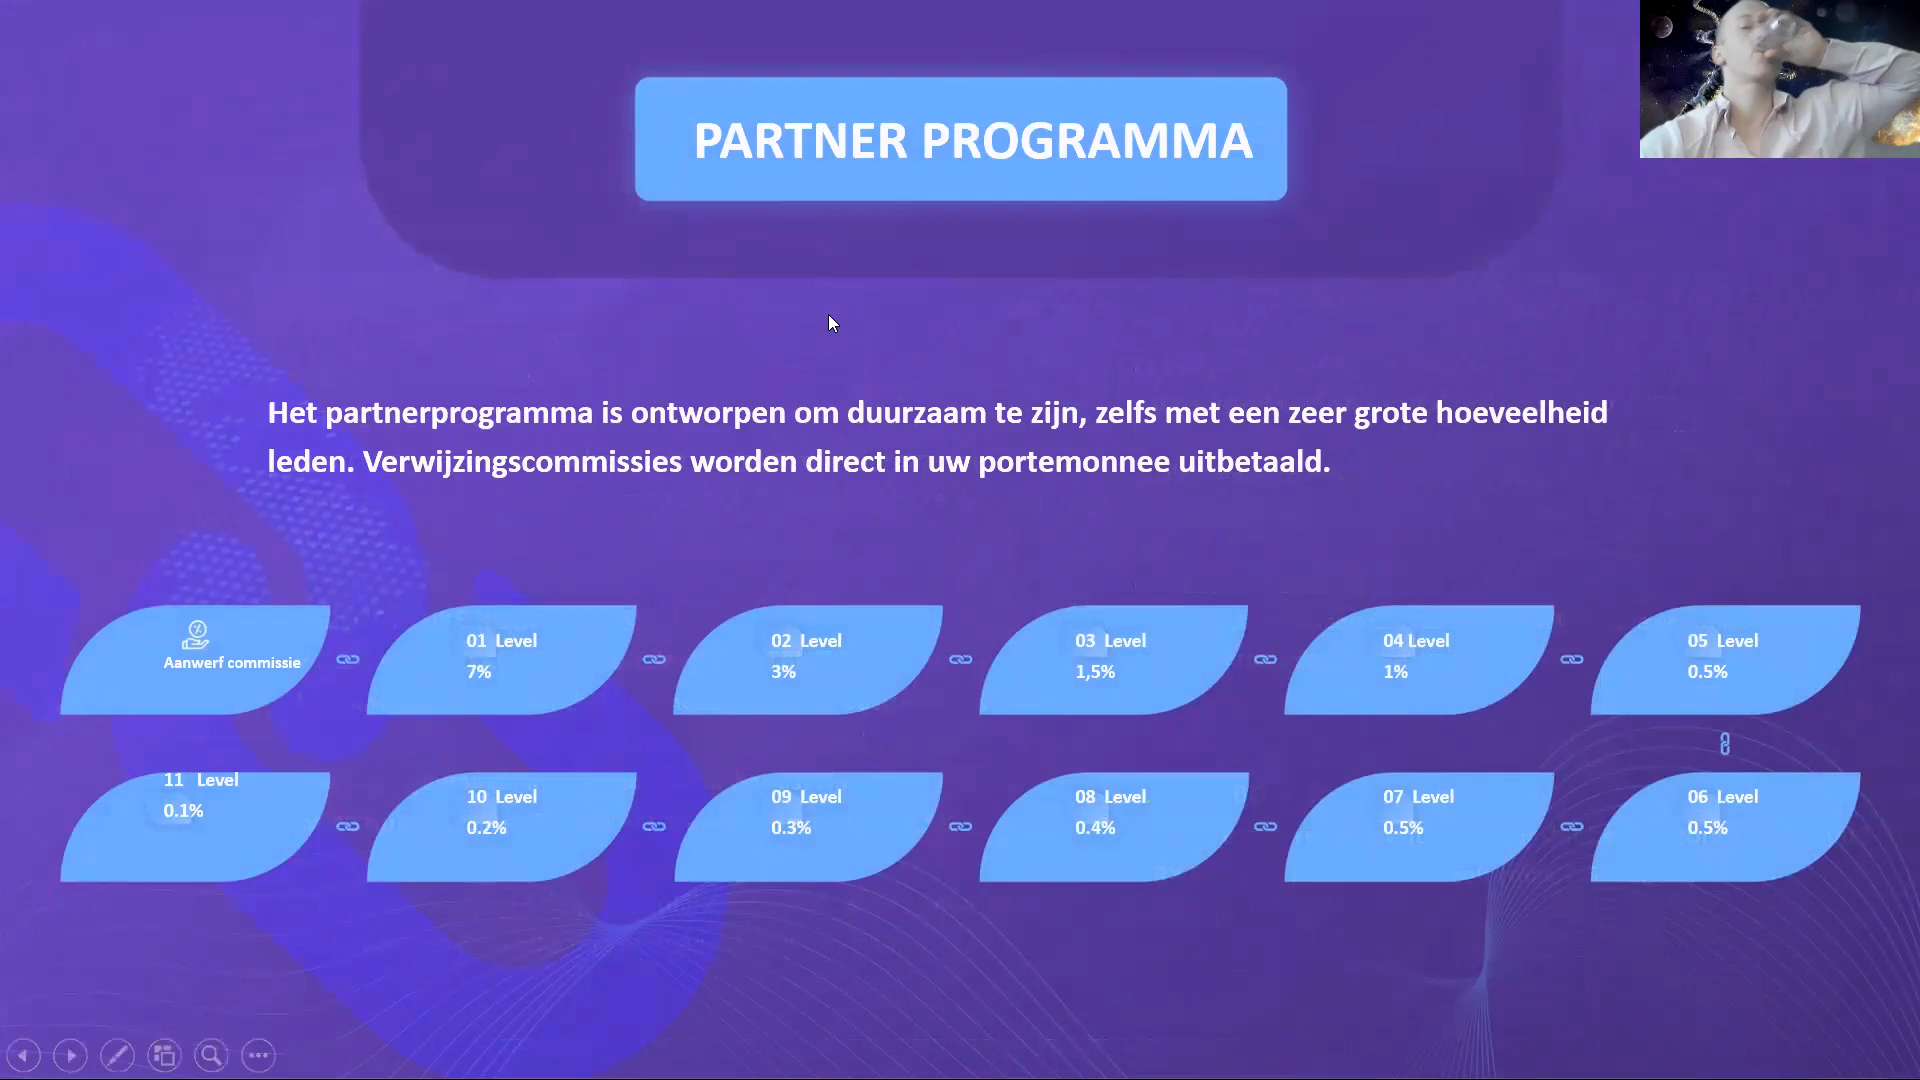 PARTNER PROGRAMMA
Het partnerprogramma is ontworpen om duurzaam te zijn, zelfs met een zeer grote hoeveelheid
leden. Verwijzingscommissies worden direct in uw portemonnee uitbetaald.
Aanwerf commissie
01 Level
7%
02 Level
3%
03 Level
1,5%
04 Level
1%
05 Level
0.5%
11 Level
0.1%
10 Level
0.2%
09 Level
0.3%
08 Level
0.4%
07 Level
0.5%
06 Level
0.5%